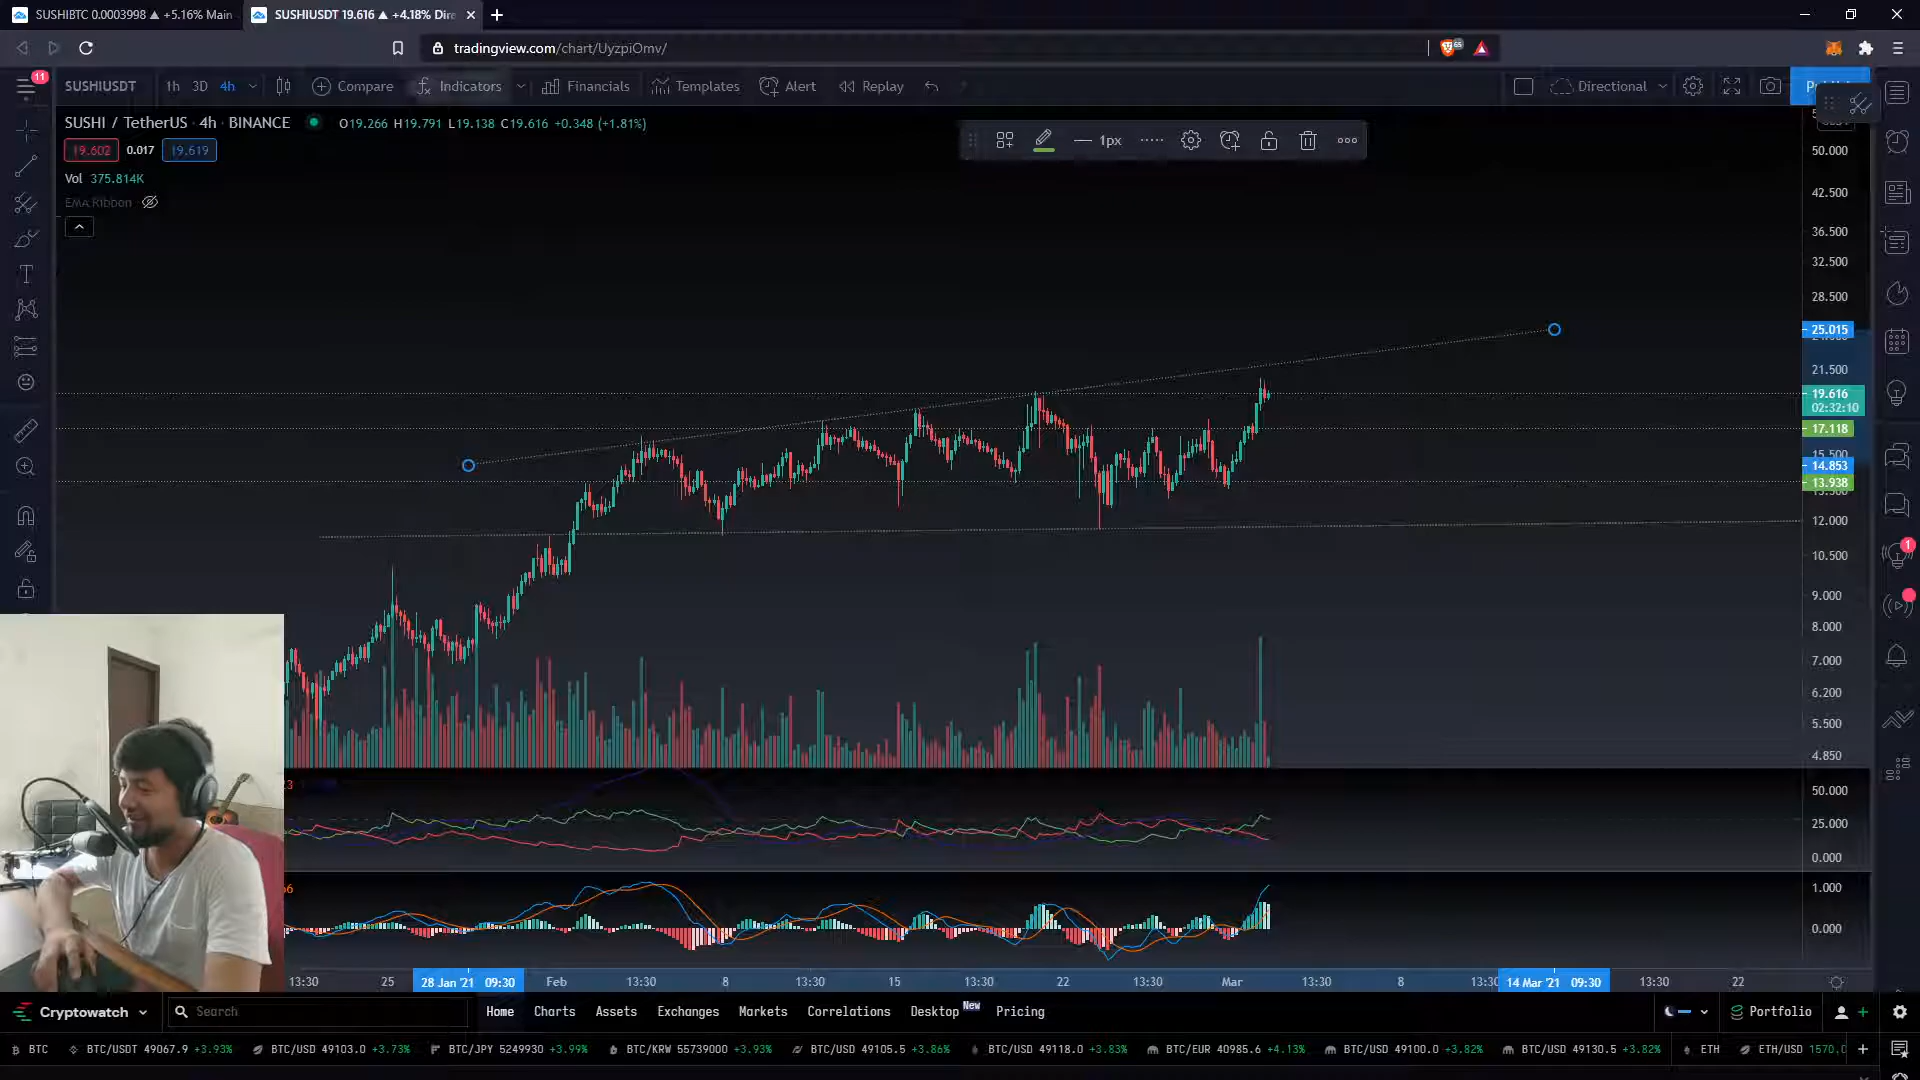 SUSHIBTC 0.0003998 ▲ +5.16% Main
SUSHIUSDT 19.616 ▲ +4.18% Dire
tradingview.com/chart/UyzpiOmv/
65
11
SUSHIUSDT
1h 3D 4h
Compare
Indicators
Financials
Templates
Alert
Replay
Directional
SUSHI / TetherUS · 4h · BINANCE
O19.266 H19.791 L19.138 C19.616 +0.348 (+1.81%)
19.602 0.017 19.619
Vol 375.814K
EMA Ribbon
1px
50.000
42.500
36.500
32.500
28.500
25.015
21.500
19.616
02:32:10
17.118
15.500
14.853
13.938
12.000
10.500
9.000
8.000
7.000
6.200
5.500
4.850
50.000
25.000
0.000
1.000
0.000
1
13:30 25 28 Jan '21 09:30 Feb 13:30 8 13:30 15 13:30 22 13:30 Mar 13:30 8 13:30 14 Mar '21 09:30 13:30 22
Cryptowatch
Search
Home Charts Assets Exchanges Markets Correlations Desktop New Pricing
Portfolio
BTC BTC/USDT 49067.9 +3.93% BTC/USD 49103.0 +3.73% BTC/JPY 5249930 +3.99% BTC/KRW 55739000 +3.93% BTC/USD 49105.5 +3.86% BTC/USD 49118.0 +3.83% BTC/EUR 40985.6 +4.13% BTC/USD 49100.0 +3.82% BTC/USD 49130.5 +3.82% ETH ETH/USD 1570.0